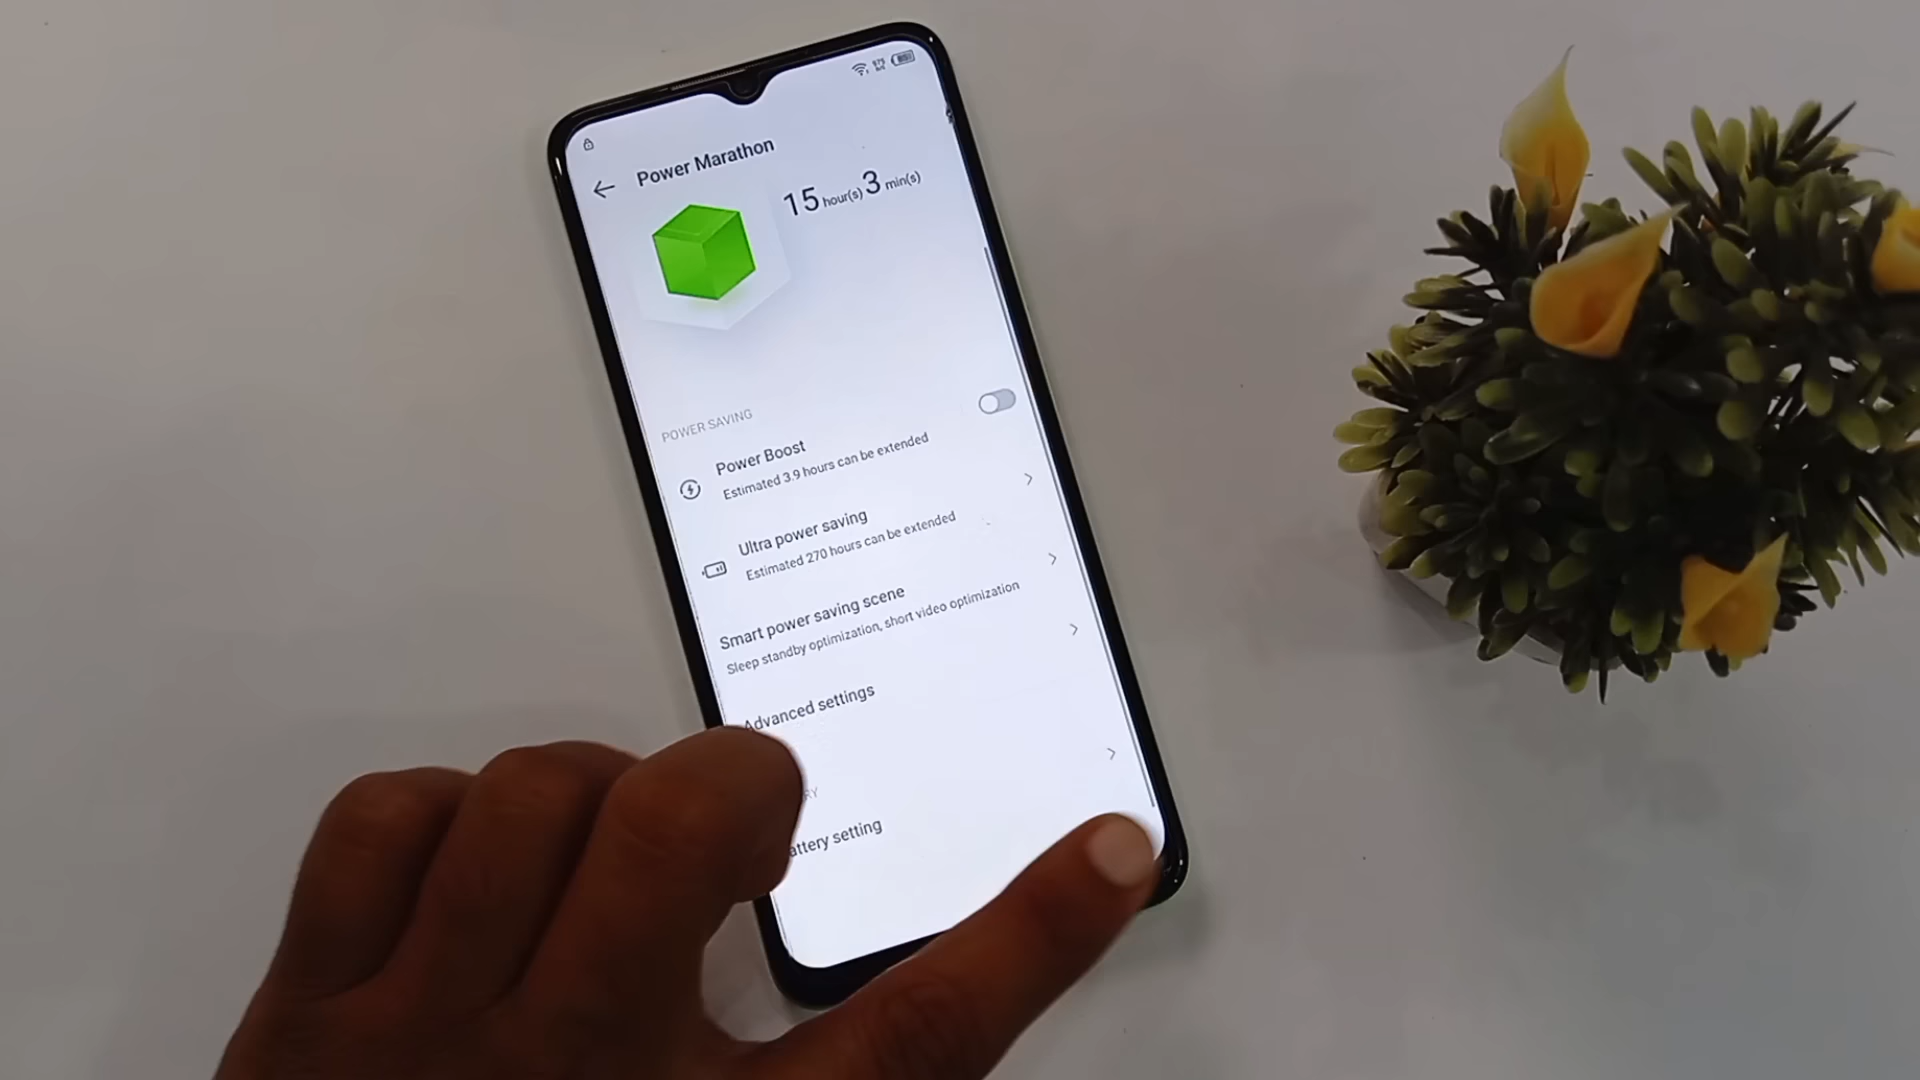 Power Marathon
15 hour(s) 3 min(s)
POWER SAVING
Power Boost
Estimated 3.9 hours can be extended
Ultra power saving
Estimated 270 hours can be extended
Smart power saving scene
Sleep standby optimization, short video optimization
Advanced settings
RY
attery setting